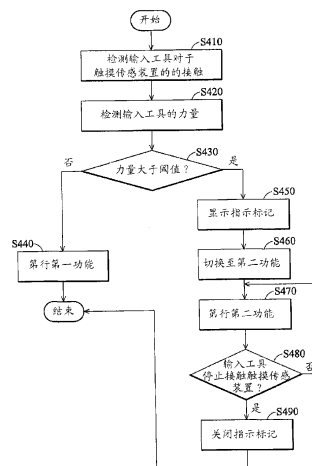 开始
S410
检测输入工具对于
触摸传感装置的的接触
S420
检测输入工具的力量
S430
力量大于阈值？
否
是
S440
第行第一功能
结束
S450
显示指示标记
S460
切换至第二功能
S470
第行第二功能
S480
输入工具
停止接触触摸传感
装置？
否
是
S490
关闭指示标记